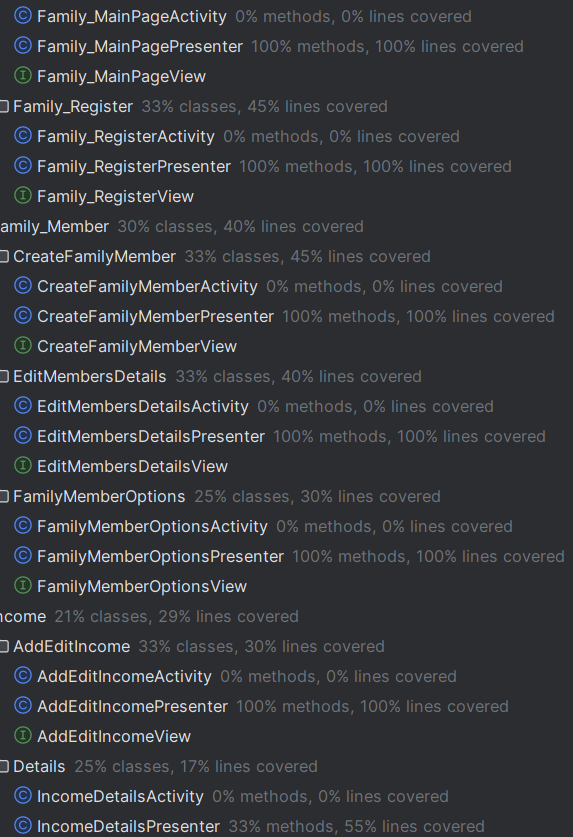 Family_MainPageActivity 0% methods, 0% lines covered
Family_MainPagePresenter 100% methods, 100% lines covered
Family_MainPageView
Family_Register 33% classes, 45% lines covered
Family_RegisterActivity 0% methods, 0% lines covered
Family_RegisterPresenter 100% methods, 100% lines covered
Family_RegisterView
amily_Member 30% classes, 40% lines covered
CreateFamilyMember 33% classes, 45% lines covered
CreateFamilyMemberActivity 0% methods, 0% lines covered
CreateFamilyMemberPresenter 100% methods, 100% lines covered
CreateFamilyMemberView
EditMembersDetails 33% classes, 40% lines covered
EditMembersDetailsActivity 0% methods, 0% lines covered
EditMembersDetailsPresenter 100% methods, 100% lines covered
EditMembersDetailsView
FamilyMemberOptions 25% classes, 30% lines covered
FamilyMemberOptionsActivity 0% methods, 0% lines covered
FamilyMemberOptionsPresenter 100% methods, 100% lines covered
FamilyMemberOptionsView
ncome 21% classes, 29% lines covered
AddEditIncome 33% classes, 30% lines covered
AddEditIncomeActivity 0% methods, 0% lines covered
AddEditIncomePresenter 100% methods, 100% lines covered
AddEditIncomeView
Details 25% classes, 17% lines covered
IncomeDetailsActivity 0% methods, 0% lines covered
IncomeDetailsPresenter 33% methods, 55% lines covered